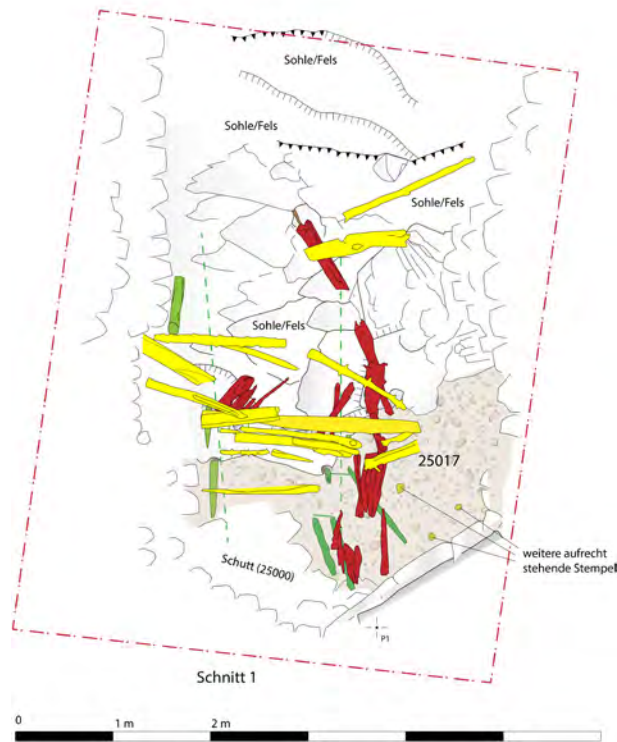 Sohle/Fels
Sohle/Fels
Sohle/Fels
Sohle/Fels
25017
weitere aufrecht
stehende Stempel
Schutt (25000)
P1
Schnitt 1
0
1 m
2 m